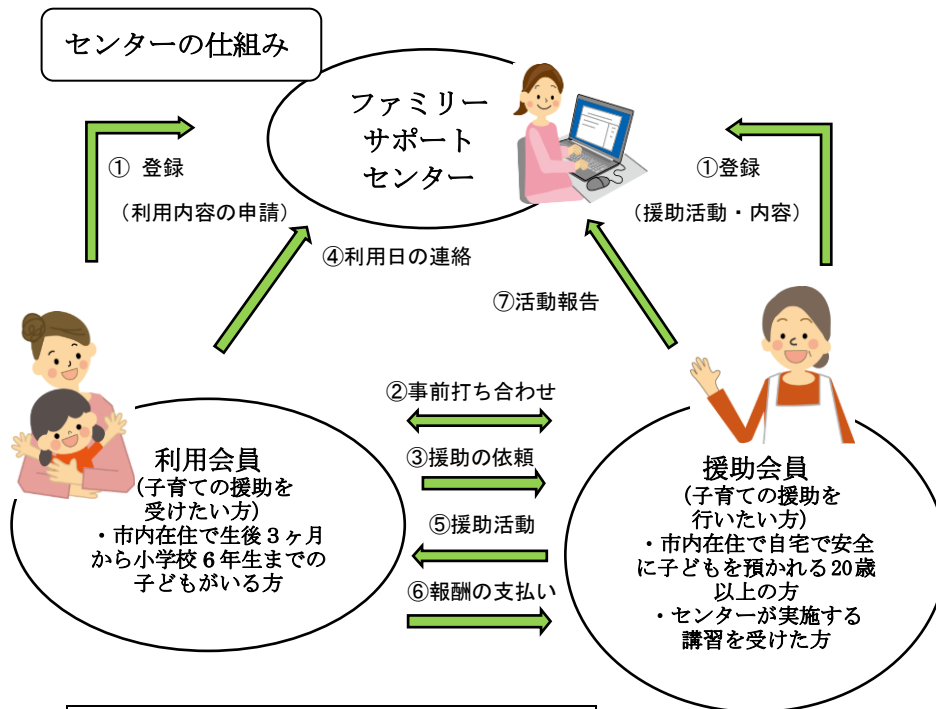 センターの仕組み
ファミリー
サポート
センター
① 登録
（利用内容の申請）
①登録
（援助活動・内容）
④利用日の連絡
⑦活動報告
②事前打ち合わせ
③援助の依頼
⑤援助活動
⑥報酬の支払い
利用会員
(子育ての援助を
受けたい方)
・市内在住で生後３ヶ月
から小学校６年生までの
子どもがいる方
援助会員
(子育ての援助を
行いたい方)
・市内在住で自宅で安全
に子どもを預かれる20歳
以上の方
・センターが実施する
講習を受けた方